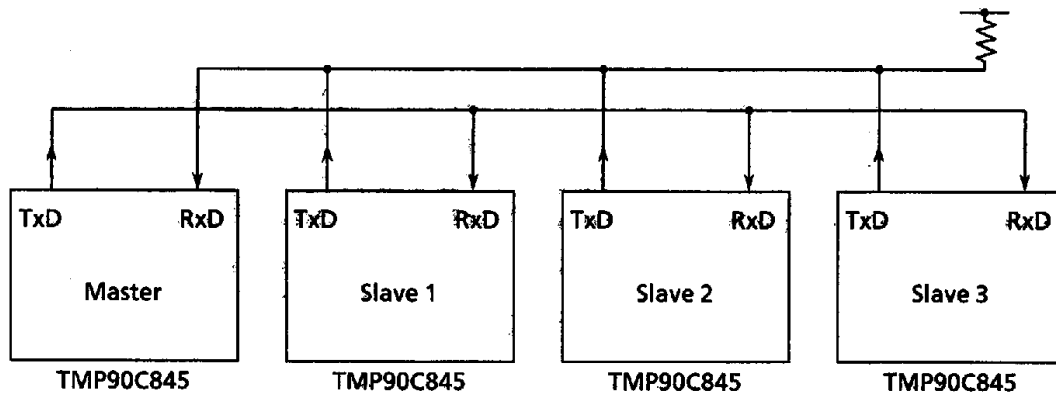 TxD RxD TxD RxD TxD RxD TxD RxD
Master Slave 1 Slave 2 Slave 3
TMP90C845 TMP90C845 TMP90C845 TMP90C845